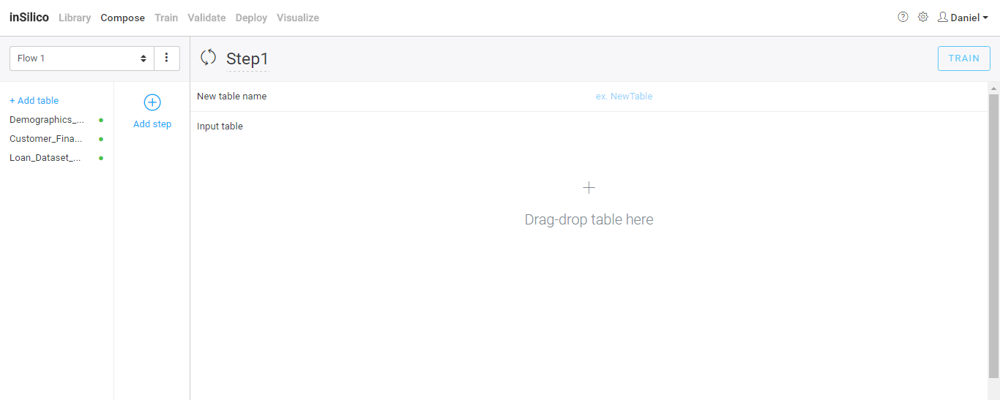 inSilico Library Compose Train Validate Deploy Visualize Daniel
Flow 1
Step1
TRAIN
+ Add table
Demographics_...
Customer_Fina...
Loan_Dataset_...
Add step
New table name
ex. NewTable
Input table
Drag-drop table here